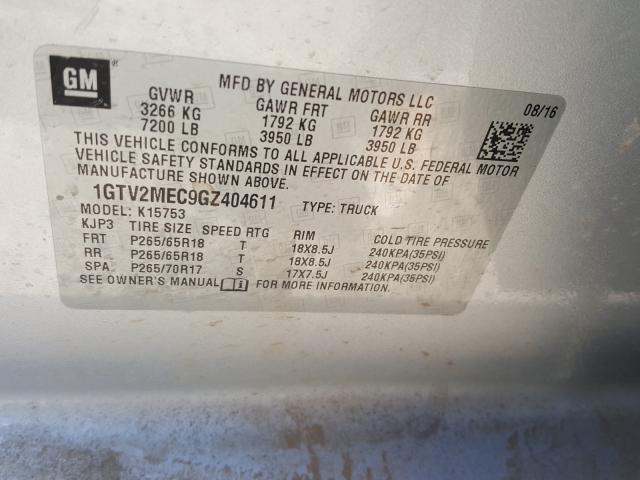 GM
MFD BY GENERAL MOTORS LLC
08/16
GVWR GAWR FRT GAWR RR
3266 KG 1792 KG 1792 KG
7200 LB 3950 LB 3950 LB
THIS VEHICLE CONFORMS TO ALL APPLICABLE U.S. FEDERAL MOTOR
VEHICLE SAFETY STANDARDS IN EFFECT ON THE DATE OF
MANUFACTURE SHOWN ABOVE.
1GTV2MEC9GZ404611 TYPE: TRUCK
MODEL: K15753
KJP3 TIRE SIZE SPEED RTG RIM COLD TIRE PRESSURE
FRT P265/65R18 T 18X8.5J 240KPA(35PSI)
RR P265/65R18 T 18X8.5J 240KPA(35PSI)
SPA P265/70R17 S 17X7.5J 240KPA(35PSI)
SEE OWNER'S MANUAL FOR MORE INFORMATION.